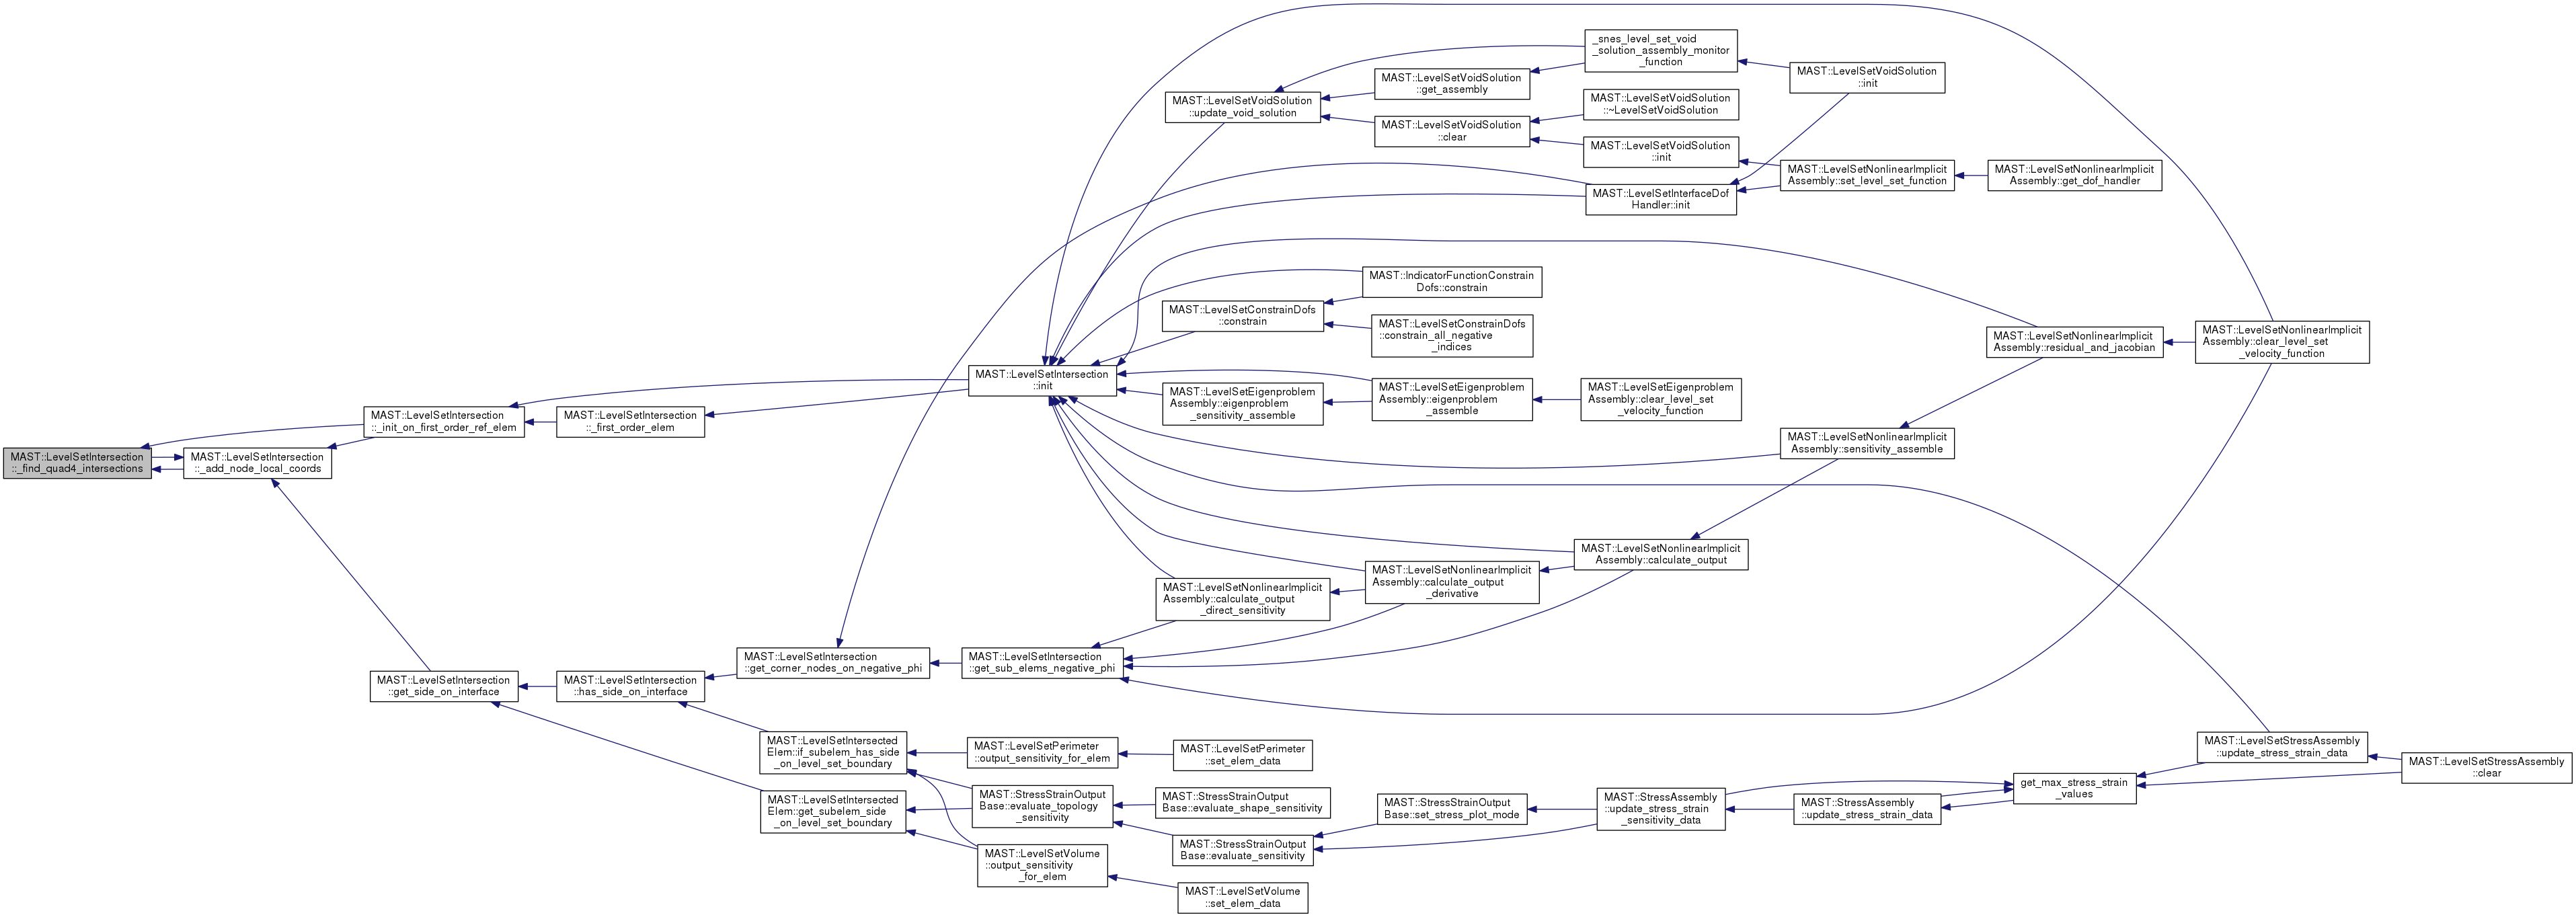 MAST::LevelSetIntersection
::_find_quad4_intersections
MAST::LevelSetIntersection
::_add_node_local_coords
MAST::LevelSetIntersection
::_init_on_first_order_ref_elem
MAST::LevelSetIntersection
::_first_order_elem
MAST::LevelSetIntersection
::get_side_on_interface
MAST::LevelSetIntersection
::has_side_on_interface
MAST::LevelSetIntersection
::get_corner_nodes_on_negative_phi
MAST::LevelSetIntersected
Elem::if_subelem_has_side
_on_level_set_boundary
MAST::LevelSetIntersected
Elem::get_subelem_side
_on_level_set_boundary
MAST::LevelSetIntersection
::init
MAST::LevelSetIntersection
::get_sub_elems_negative_phi
MAST::LevelSetPerimeter
::output_sensitivity_for_elem
MAST::StressStrainOutput
Base::evaluate_topology
_sensitivity
MAST::LevelSetVolume
::output_sensitivity
_for_elem
MAST::LevelSetVoidSolution
::update_void_solution
MAST::LevelSetConstrainDofs
::constrain
MAST::LevelSetEigenproblem
Assembly::eigenproblem
_sensitivity_assemble
MAST::LevelSetNonlinearImplicit
Assembly::calculate_output
_direct_sensitivity
MAST::LevelSetPerimeter
::set_elem_data
MAST::StressStrainOutput
Base::evaluate_shape_sensitivity
MAST::StressStrainOutput
Base::evaluate_sensitivity
MAST::LevelSetVolume
::set_elem_data
MAST::LevelSetVoidSolution
::get_assembly
MAST::LevelSetVoidSolution
::clear
MAST::IndicatorFunctionConstrain
Dofs::constrain
MAST::LevelSetConstrainDofs
::constrain_all_negative
_indices
MAST::LevelSetEigenproblem
Assembly::eigenproblem
_assemble
MAST::LevelSetNonlinearImplicit
Assembly::calculate_output
_derivative
MAST::StressStrainOutput
Base::set_stress_plot_mode
_snes_level_set_void
_solution_assembly_monitor
_function
MAST::LevelSetVoidSolution
::~LevelSetVoidSolution
MAST::LevelSetVoidSolution
::init
MAST::LevelSetInterfaceDof
Handler::init
MAST::LevelSetEigenproblem
Assembly::clear_level_set
_velocity_function
MAST::LevelSetNonlinearImplicit
Assembly::calculate_output
MAST::StressAssembly
::update_stress_strain
_sensitivity_data
MAST::LevelSetVoidSolution
::init
MAST::LevelSetNonlinearImplicit
Assembly::set_level_set_function
MAST::LevelSetNonlinearImplicit
Assembly::sensitivity_assemble
MAST::StressAssembly
::update_stress_strain_data
MAST::LevelSetNonlinearImplicit
Assembly::get_dof_handler
MAST::LevelSetNonlinearImplicit
Assembly::residual_and_jacobian
get_max_stress_strain
_values
MAST::LevelSetNonlinearImplicit
Assembly::clear_level_set
_velocity_function
MAST::LevelSetStressAssembly
::update_stress_strain_data
MAST::LevelSetStressAssembly
::clear